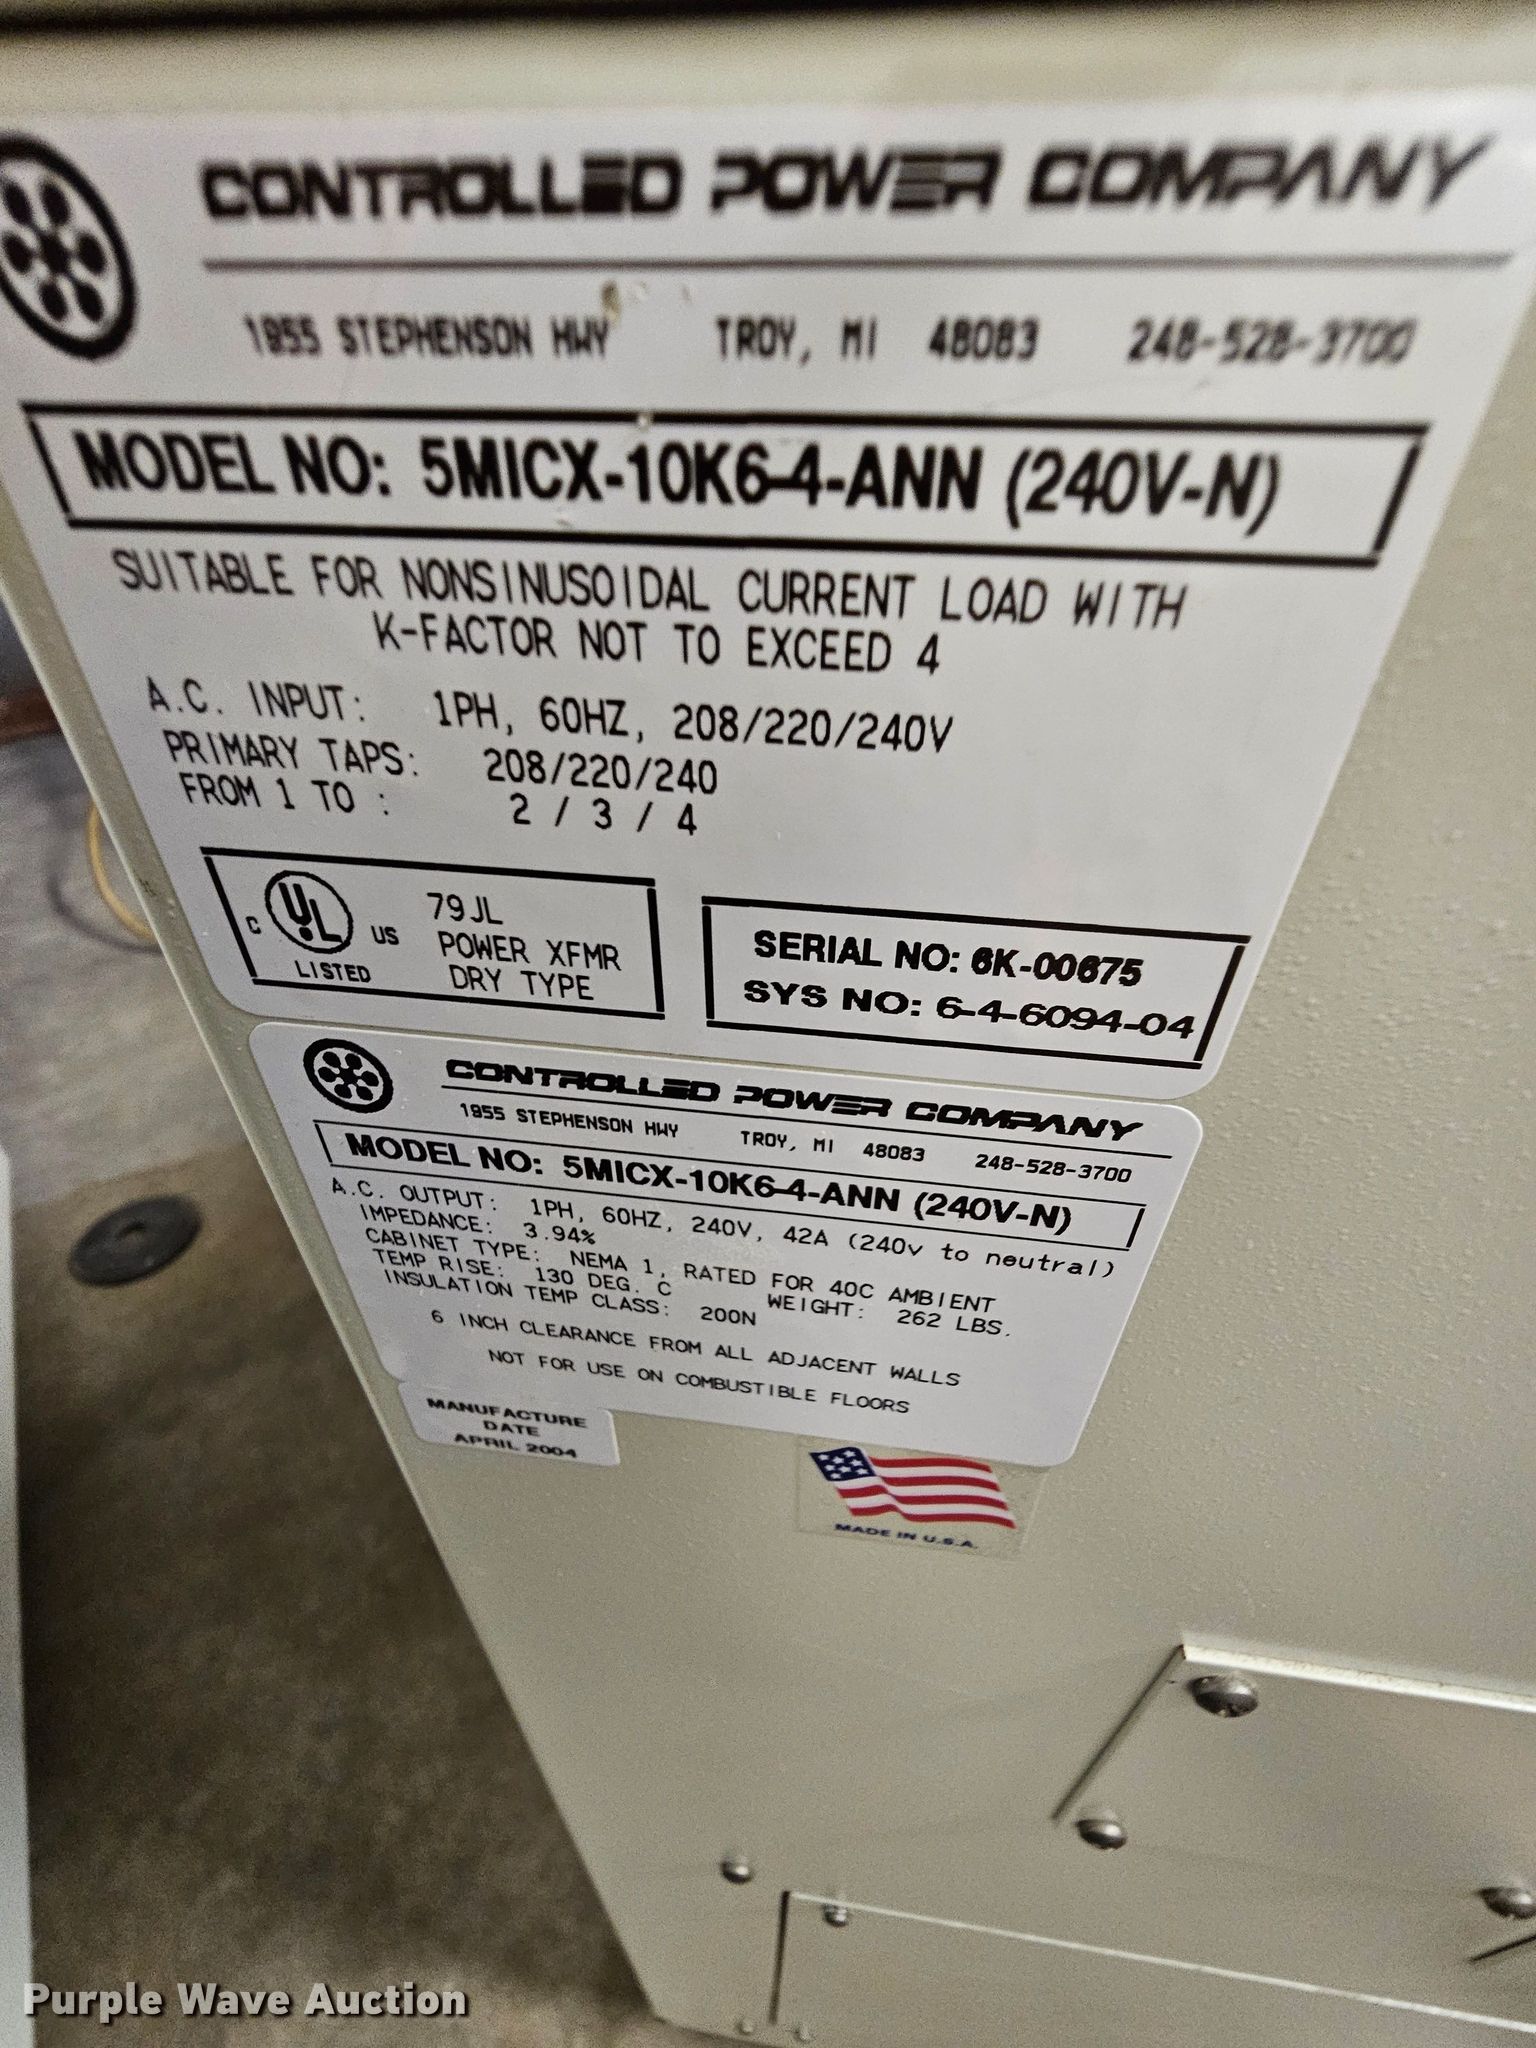 CONTROLLED POWER COMPANY
1955 STEPHENSON HWY TROY, MI 48083 248-528-3700
MODEL NO: 5MICX-10K6-4-ANN (240V-N)
SUITABLE FOR NONSINUSOIDAL CURRENT LOAD WITH
K-FACTOR NOT TO EXCEED 4
A.C. INPUT: 1PH, 60HZ, 208/220/240V
PRIMARY TAPS: 208/220/240
FROM 1 TO : 2 / 3 / 4
C UL US LISTED
79JL
POWER XFMR
DRY TYPE
SERIAL NO: 6K-00675
SYS NO: 6-4-6094-04
CONTROLLED POWER COMPANY
1955 STEPHENSON HWY TROY, MI 48083 248-528-3700
MODEL NO: 5MICX-10K6-4-ANN (240V-N)
A.C. OUTPUT: 1PH, 60HZ, 240V, 42A (240v to neutral)
IMPEDANCE: 3.94%
CABINET TYPE: NEMA 1, RATED FOR 40C AMBIENT
TEMP RISE: 130 DEG. C WEIGHT: 262 LBS.
INSULATION TEMP CLASS: 200N
6 INCH CLEARANCE FROM ALL ADJACENT WALLS
NOT FOR USE ON COMBUSTIBLE FLOORS
MANUFACTURE
DATE
APRIL 2004
MADE IN U.S.A.
Purple Wave Auction